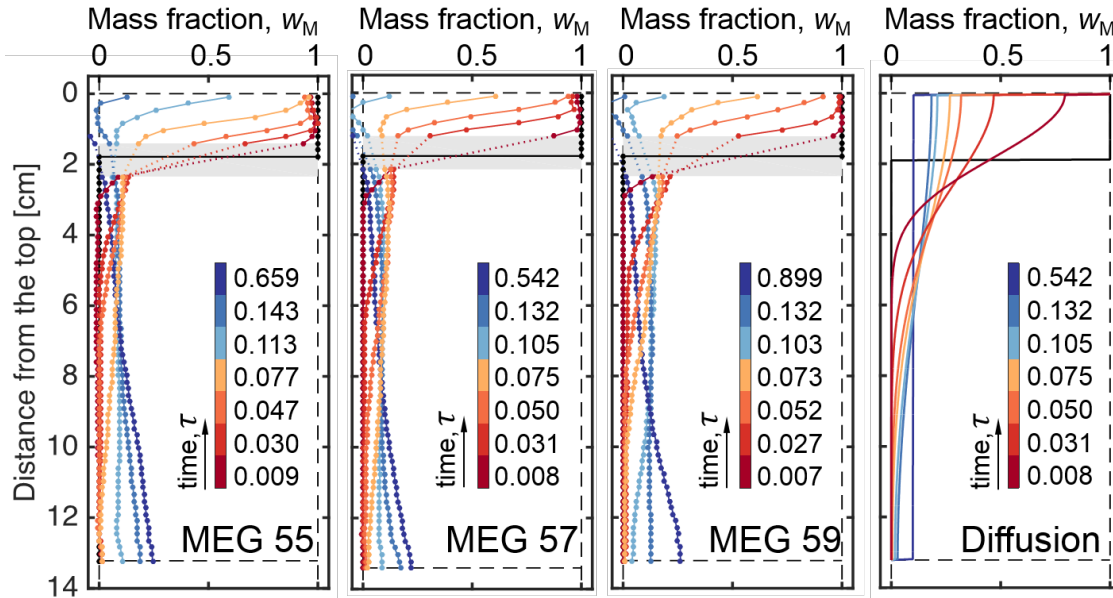 Mass fraction, wM
Mass fraction, wM
Mass fraction, wM
Mass fraction, wM
0 0.5 1
0 0.5 1
0 0.5 1
0 0.5 1
Distance from the top [cm]
0
2
4
6
8
10
12
14
time, τ
0.659
0.143
0.113
0.077
0.047
0.030
0.009
MEG 55
time, τ
0.542
0.132
0.105
0.075
0.050
0.031
0.008
MEG 57
time, τ
0.899
0.132
0.103
0.073
0.052
0.027
0.007
MEG 59
time, τ
0.542
0.132
0.105
0.075
0.050
0.031
0.008
Diffusion